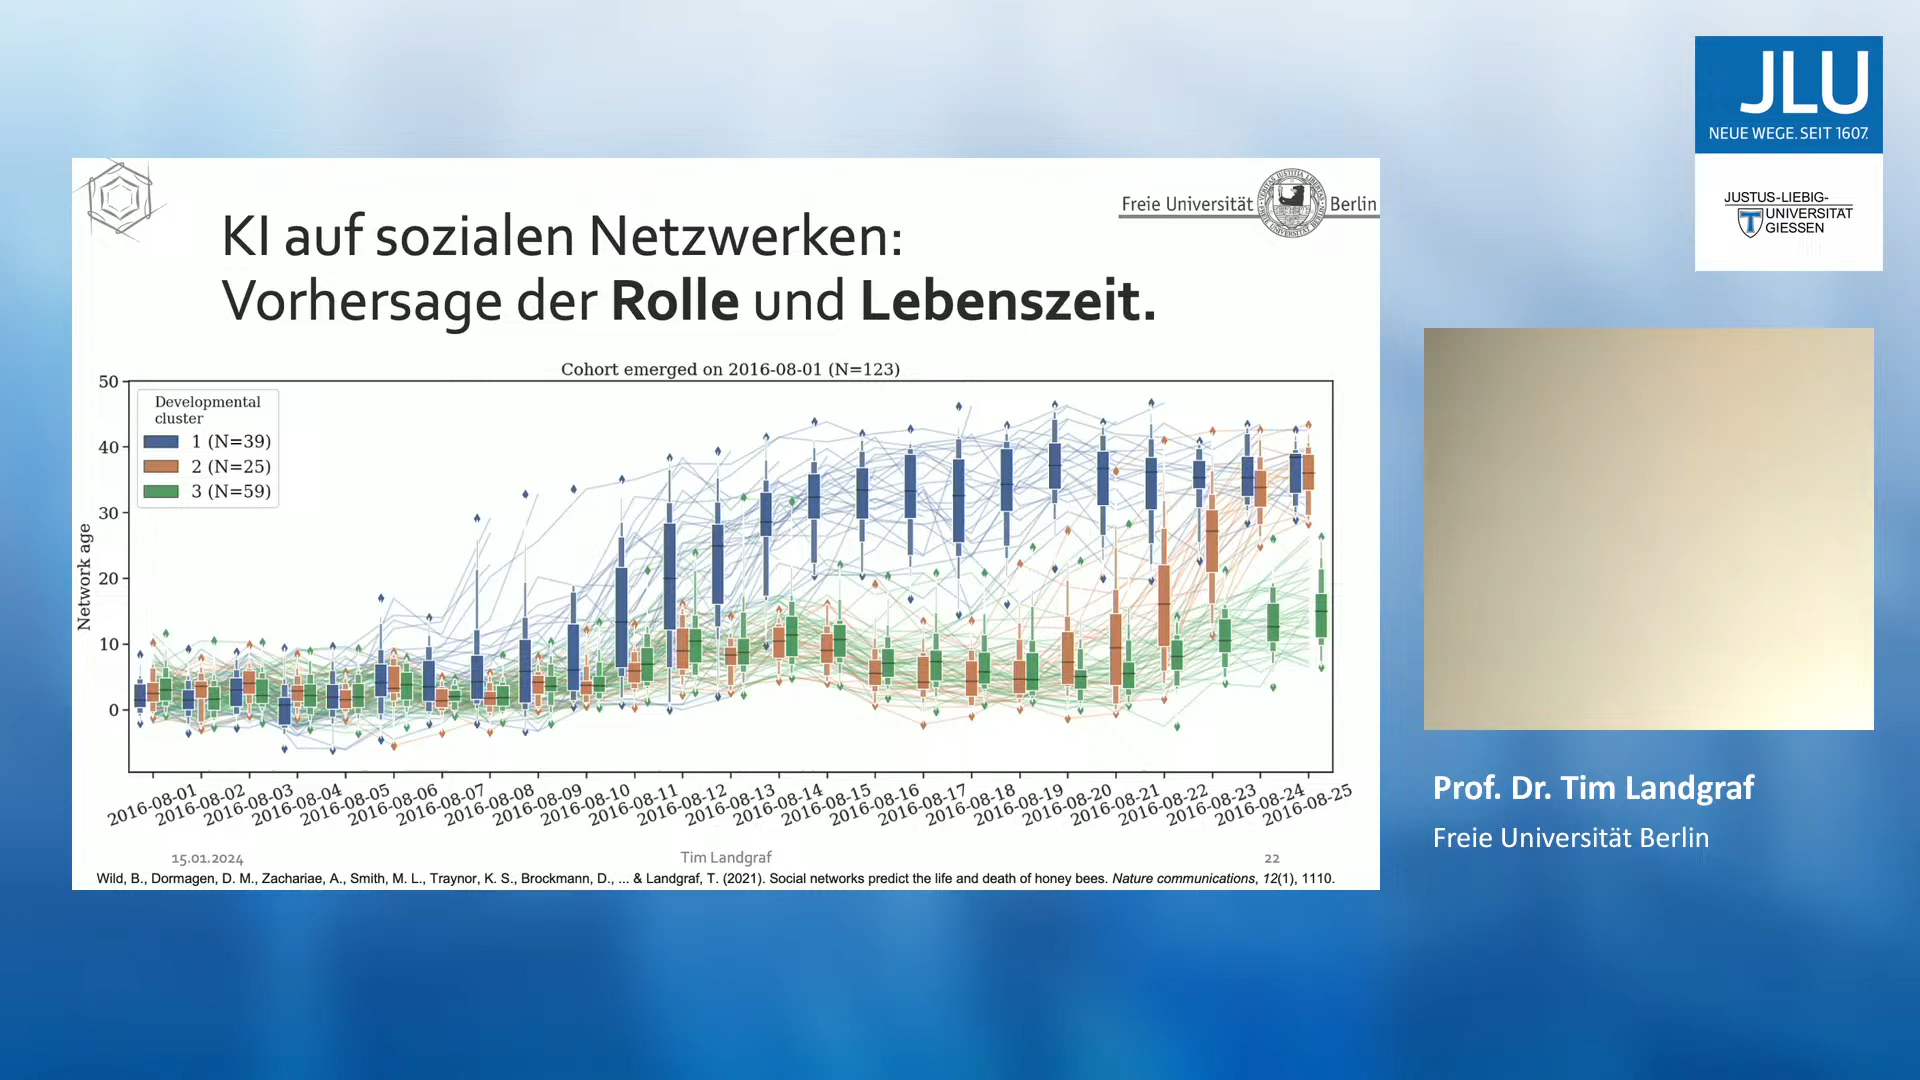 JLU
NEUE WEGE. SEIT 1607.
JUSTUS-LIEBIG-
UNIVERSITÄT
GIESSEN
Freie Universität Berlin
KI auf sozialen Netzwerken:
Vorhersage der Rolle und Lebenszeit.
Cohort emerged on 2016-08-01 (N=123)
Developmental
cluster
1 (N=39)
2 (N=25)
3 (N=59)
Network age
50
40
30
20
10
0
2016-08-01
2016-08-02
2016-08-03
2016-08-04
2016-08-05
2016-08-06
2016-08-07
2016-08-08
2016-08-09
2016-08-10
2016-08-11
2016-08-12
2016-08-13
2016-08-14
2016-08-15
2016-08-16
2016-08-17
2016-08-18
2016-08-19
2016-08-20
2016-08-21
2016-08-22
2016-08-23
2016-08-24
2016-08-25
15.01.2024
Tim Landgraf
22
Wild, B., Dormagen, D. M., Zachariae, A., Smith, M. L., Traynor, K. S., Brockmann, D., ... & Landgraf, T. (2021). Social networks predict the life and death of honey bees. Nature communications, 12(1), 1110.
Prof. Dr. Tim Landgraf
Freie Universität Berlin